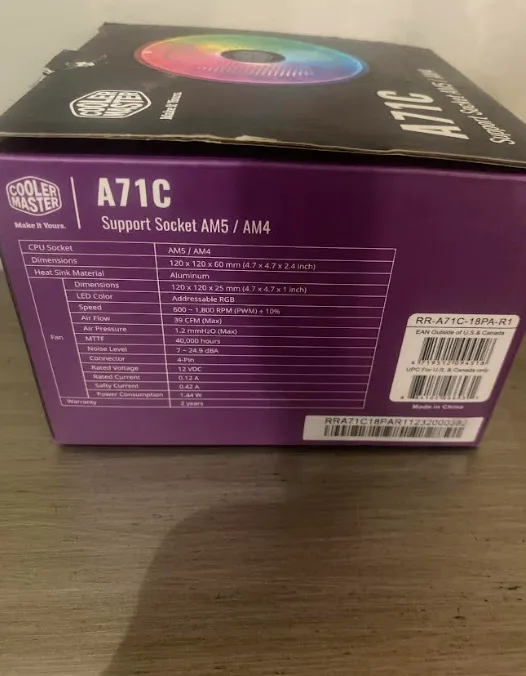 COOLER
MASTER
Make It Yours.
A71C
Support Socket AM5 / AM4
COOLER
MASTER
Make It Yours.
A71C
Support Socket AM5 / AM4
CPU Socket AM5 / AM4
Dimensions 120 x 120 x 60 mm (4.7 x 4.7 x 2.4 inch)
Heat Sink Material Aluminum
Fan
Dimensions 120 x 120 x 25 mm (4.7 x 4.7 x 1 inch)
LED Color Addressable RGB
Speed 600 ~ 1,800 RPM (PWM) ± 10%
Air Flow 39 CFM (Max)
Air Pressure 1.2 mmH2O (Max)
MTTF 40,000 hours
Noise Level 7 ~ 24.9 dBA
Connector 4-Pin
Rated Voltage 12 VDC
Rated Current 0.12 A
Safty Current 0.42 A
Power Consumption 1.44 W
Warranty 2 years
RR-A71C-18PA-R1
EAN Outside of U.S & Canada
UPC For U.S. & Canada only
Made in China
RRA71C18PAR11232000382